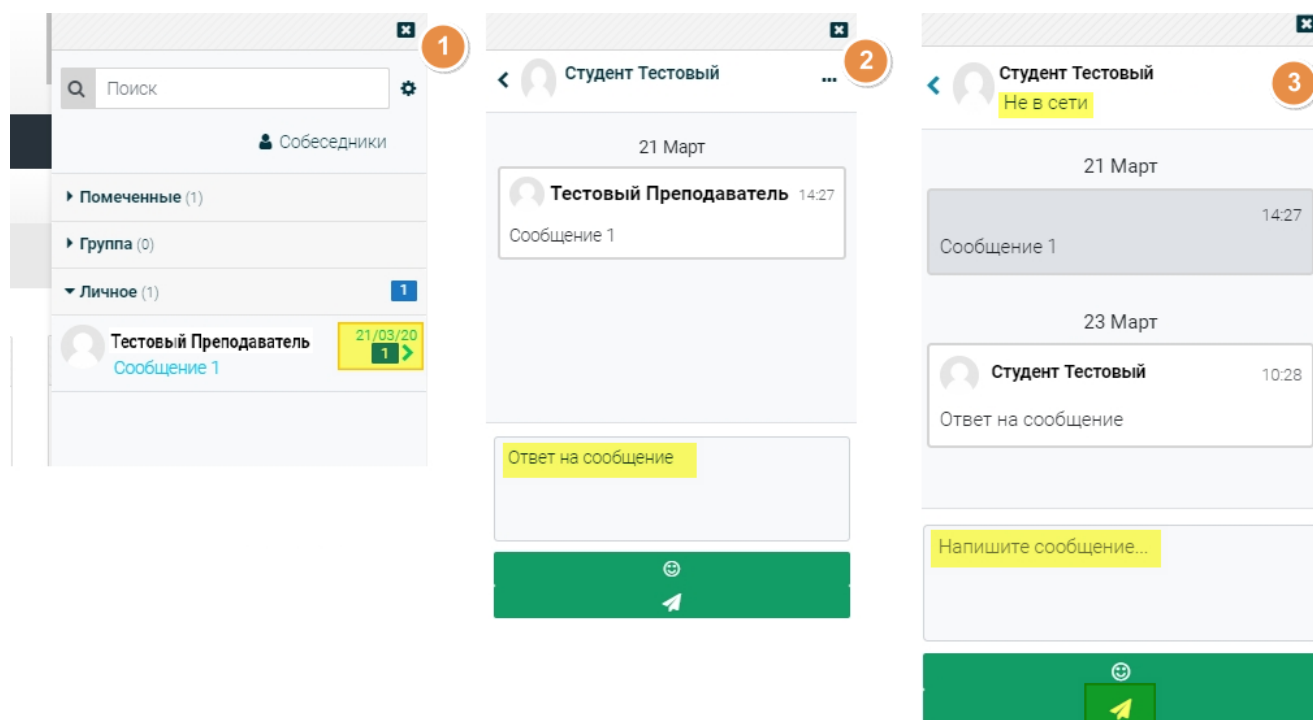 1
Поиск
Собеседники
Помеченные (1)
Группа (0)
Личное (1) 1
Тестовый Преподаватель 21/03/20
Сообщение 1 1
2
Студент Тестовый
21 Март
Тестовый Преподаватель 14:27
Сообщение 1
Ответ на сообщение
3
Студент Тестовый
Не в сети
21 Март
14:27
Сообщение 1
23 Март
Студент Тестовый 10:28
Ответ на сообщение
Напишите сообщение...